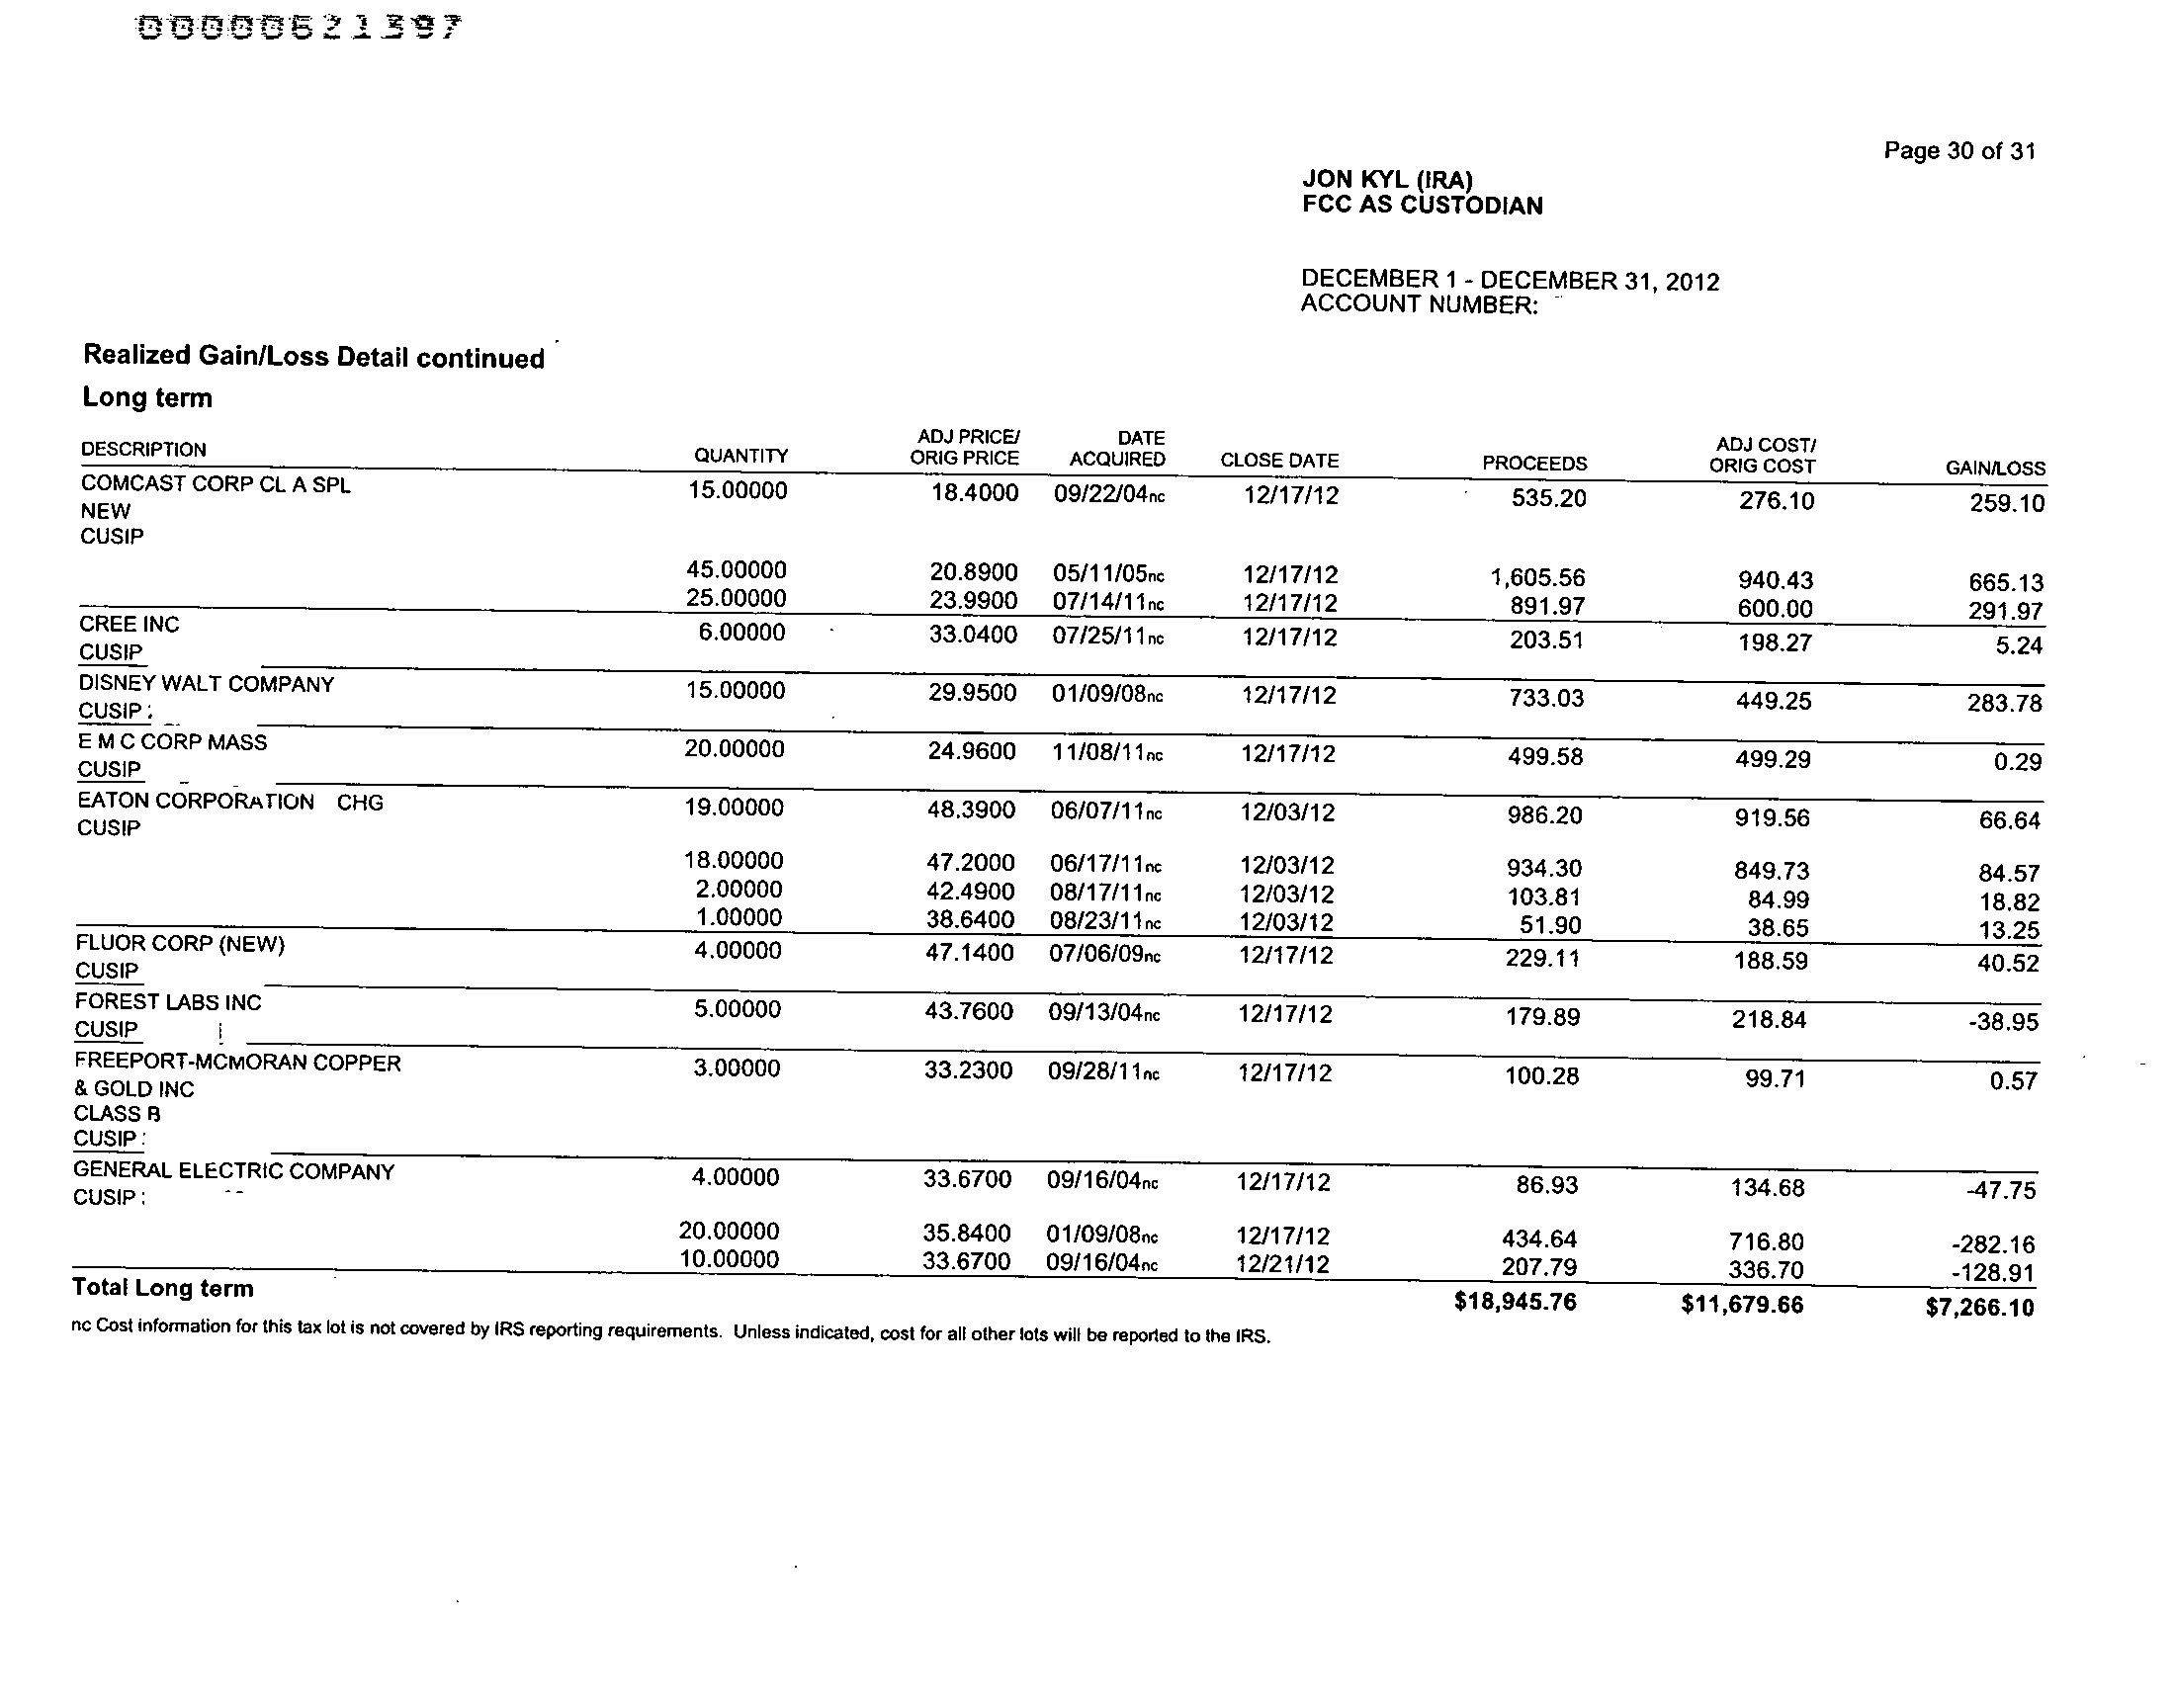 00000621397
Page 30 of 31
JON KYL (IRA)
FCC AS CUSTODIAN
DECEMBER 1 - DECEMBER 31, 2012
ACCOUNT NUMBER:
Realized Gain/Loss Detail continued
Long term
DESCRIPTION QUANTITY ADJ PRICE/ ORIG PRICE DATE ACQUIRED CLOSE DATE PROCEEDS ADJ COST/ ORIG COST GAIN/LOSS
COMCAST CORP CL A SPL 15.00000 18.4000 09/22/04nc 12/17/12 535.20 276.10 259.10
NEW
CUSIP
45.00000 20.8900 05/11/05nc 12/17/12 1,605.56 940.43 665.13
25.00000 23.9900 07/14/11nc 12/17/12 891.97 600.00 291.97
CREE INC 6.00000 33.0400 07/25/11nc 12/17/12 203.51 198.27 5.24
CUSIP
DISNEY WALT COMPANY 15.00000 29.9500 01/09/08nc 12/17/12 733.03 449.25 283.78
CUSIP:
E M C CORP MASS 20.00000 24.9600 11/08/11nc 12/17/12 499.58 499.29 0.29
CUSIP
EATON CORPORATION CHG 19.00000 48.3900 06/07/11nc 12/03/12 986.20 919.56 66.64
CUSIP
18.00000 47.2000 06/17/11nc 12/03/12 934.30 849.73 84.57
2.00000 42.4900 08/17/11nc 12/03/12 103.81 84.99 18.82
1.00000 38.6400 08/23/11nc 12/03/12 51.90 38.65 13.25
FLUOR CORP (NEW) 4.00000 47.1400 07/06/09nc 12/17/12 229.11 188.59 40.52
CUSIP
FOREST LABS INC 5.00000 43.7600 09/13/04nc 12/17/12 179.89 218.84 -38.95
CUSIP
FREEPORT-MCMORAN COPPER 3.00000 33.2300 09/28/11nc 12/17/12 100.28 99.71 0.57
& GOLD INC
CLASS B
CUSIP:
GENERAL ELECTRIC COMPANY 4.00000 33.6700 09/16/04nc 12/17/12 86.93 134.68 -47.75
CUSIP:
20.00000 35.8400 01/09/08nc 12/17/12 434.64 716.80 -282.16
10.00000 33.6700 09/16/04nc 12/21/12 207.79 336.70 -128.91
Total Long term $18,945.76 $11,679.66 $7,266.10
nc Cost information for this tax lot is not covered by IRS reporting requirements. Unless indicated, cost for all other lots will be reported to the IRS.